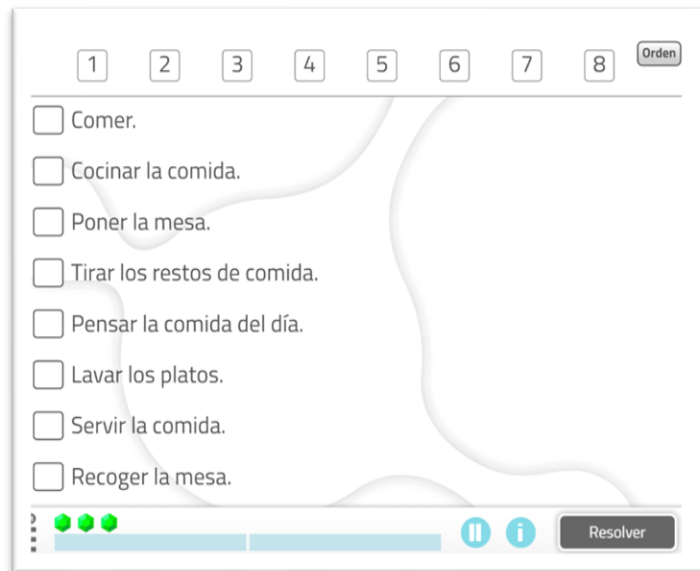 1 2 3 4 5 6 7 8 Orden
Comer.
Cocinar la comida.
Poner la mesa.
Tirar los restos de comida.
Pensar la comida del día.
Lavar los platos.
Servir la comida.
Recoger la mesa.
i Resolver